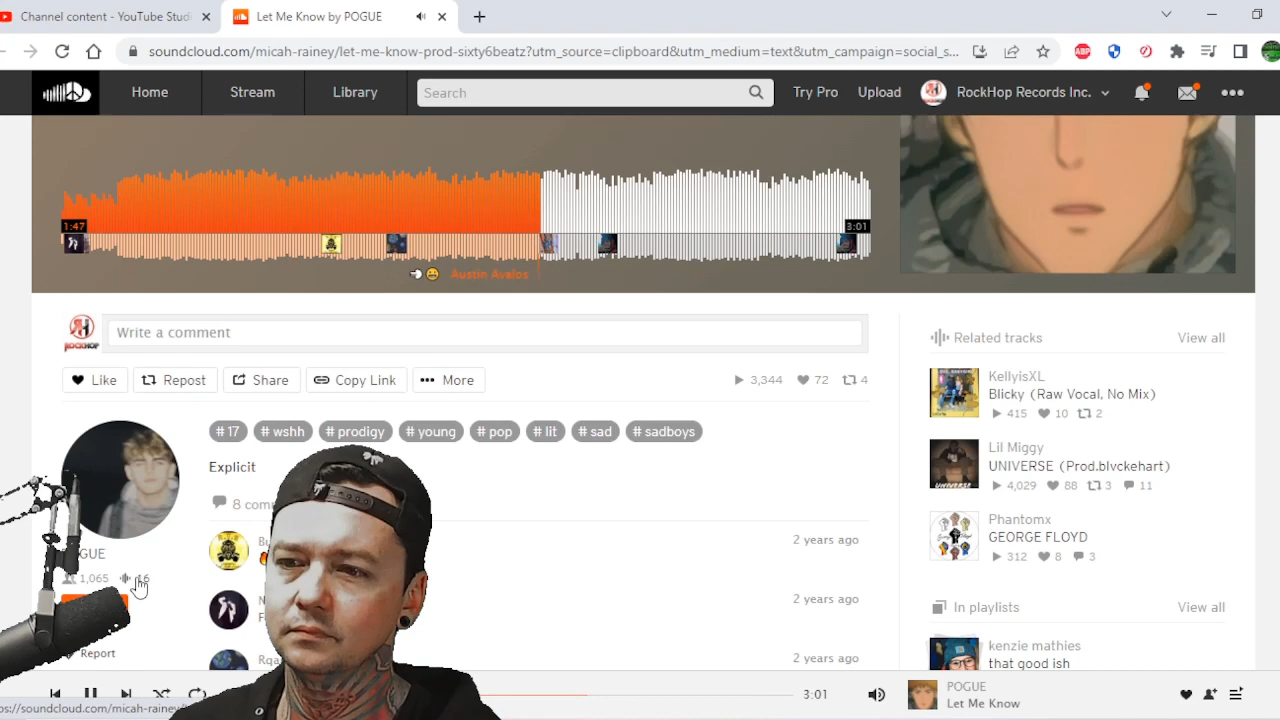 Channel content - YouTube Studi
Let Me Know by POGUE
soundcloud.com/micah-rainey/let-me-know-prod-sixty6beatz?utm_source=clipboard&utm_medium=text&utm_campaign=social_s...
ABP
Home
Stream
Library
Search
Try Pro
Upload
RockHop Records Inc.
1:47
3:01
Austin Avalos
ROCKHOP
Write a comment
Like
Repost
Share
Copy Link
More
3,344
72
4
# 17
# wshh
# prodigy
# young
# pop
# lit
# sad
# sadboys
Explicit
8 com
2 years ago
2 years ago
2 years ago
GUE
1,065
16
Report
Related tracks
View all
KellyisXL
Blicky (Raw Vocal, No Mix)
415
10
2
Lil Miggy
UNIVERSE (Prod.blvckehart)
4,029
88
3
11
Phantomx
GEORGE FLOYD
312
8
3
In playlists
View all
kenzie mathies
that good ish
3:01
POGUE
Let Me Know